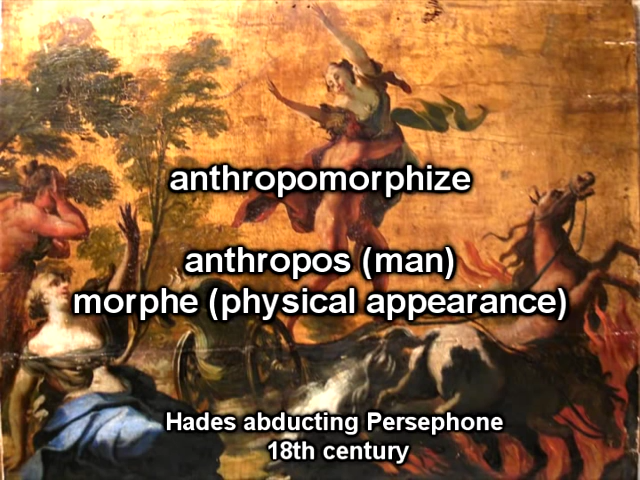 anthropomorphize
anthropos (man)
morphe (physical appearance)
Hades abducting Persephone
18th century